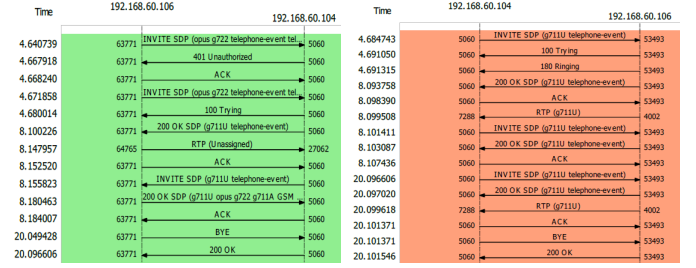 Time 192.168.60.106 192.168.60.104
4.640739 63771 INVITE SDP (opus g722 telephone-event tel... 5060
4.667918 63771 401 Unauthorized 5060
4.668240 63771 ACK 5060
4.671858 63771 INVITE SDP (opus g722 telephone-event tel... 5060
4.680014 63771 100 Trying 5060
8.100226 63771 200 OK SDP (g711U telephone-event) 5060
8.147957 64765 RTP (Unassigned) 27062
8.152520 63771 ACK 5060
8.155823 63771 INVITE SDP (g711U telephone-event) 5060
8.180463 63771 200 OK SDP (g711U opus g722 g711A GSM ... 5060
8.184007 63771 ACK 5060
20.049428 63771 BYE 5060
20.096606 63771 200 OK 5060
Time 192.168.60.104 192.168.60.106
4.684743 5060 INVITE SDP (g711U telephone-event) 53493
4.691050 5060 100 Trying 53493
4.691315 5060 180 Ringing 53493
8.093758 5060 200 OK SDP (g711U telephone-event) 53493
8.098390 5060 ACK 53493
8.099508 7288 RTP (g711U) 4002
8.101411 5060 INVITE SDP (g711U telephone-event) 53493
8.103087 5060 200 OK SDP (g711U telephone-event) 53493
8.107436 5060 ACK 53493
20.096606 5060 INVITE SDP (g711U telephone-event) 53493
20.097020 5060 200 OK SDP (g711U telephone-event) 53493
20.099618 7288 RTP (g711U) 4002
20.101371 5060 ACK 53493
20.101371 5060 BYE 53493
20.101546 5060 200 OK 53493